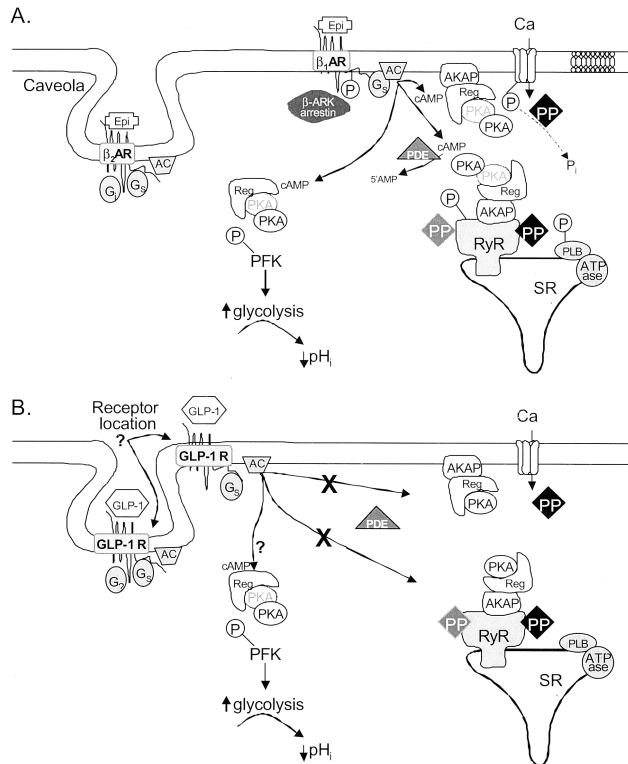 A.
Epi
Ca
β₁AR
P
Gs
AC
AKAP
Reg
PKA
PKA
cAMP
P
PP
Caveola
β-ARK
arrestin
Epi
β₂AR
AC
Gi
Gs
PDE
cAMP
5'AMP
PKA
PKA
Reg
AKAP
Pi
cAMP
Reg
PKA
PKA
P
PFK
glycolysis
pHi
P
PP
RyR
PP
P
PLB
ATP
ase
SR
B.
Receptor
location
?
GLP-1
GLP-1 R
Gs
AC
Ca
AKAP
Reg
PKA
PP
GLP-1
GLP-1 R
AC
G?
Gs
X
X
PDE
?
cAMP
Reg
PKA
PKA
P
PFK
glycolysis
pHi
PKA
Reg
AKAP
PP
RyR
PP
PLB
ATP
ase
SR